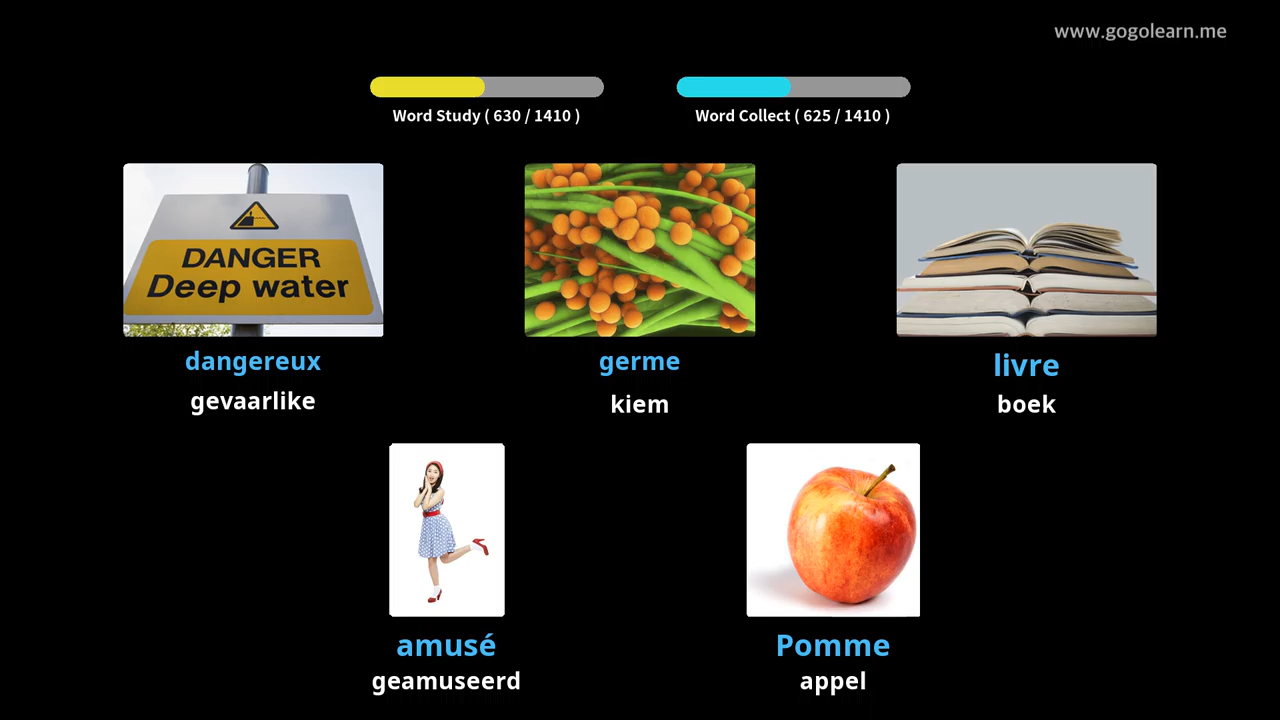 www.gogolearn.me
Word Study ( 630 / 1410 )
Word Collect ( 625 / 1410 )
DANGER
Deep water
dangereux
gevaarlike
germe
kiem
livre
boek
amusé
geamuseerd
Pomme
appel